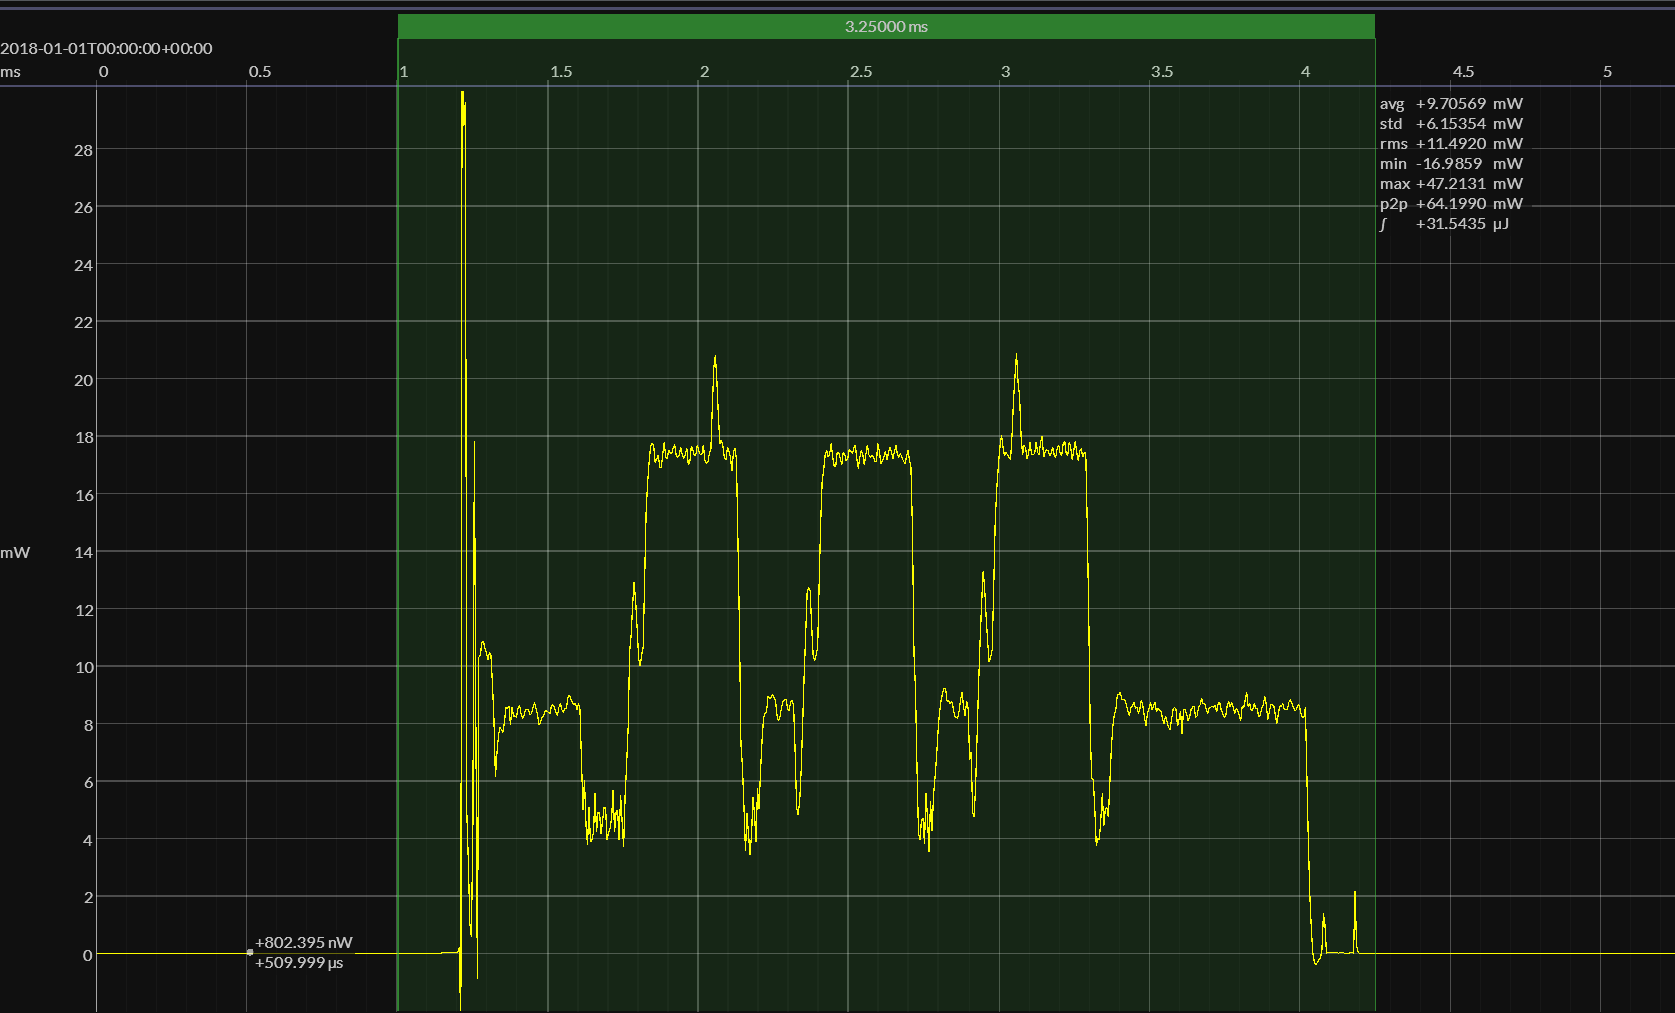 3.25000 ms
2018-01-01T00:00:00+00:00
ms 0 0.5 1 1.5 2 2.5 3 3.5 4 4.5 5
avg +9.70569 mW
std +6.15354 mW
rms +11.4920 mW
min -16.9859 mW
max +47.2131 mW
p2p +64.1990 mW
∫ +31.5435 µJ
28
26
24
22
20
18
16
mW 14
12
10
8
6
4
2
0
+802.395 nW
+509.999 µs